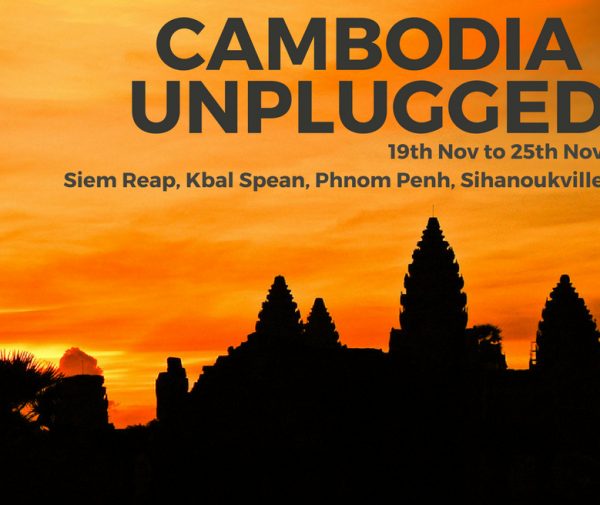 CAMBODIA
UNPLUGGED
19th Nov to 25th Nov
Siem Reap, Kbal Spean, Phnom Penh, Sihanoukville